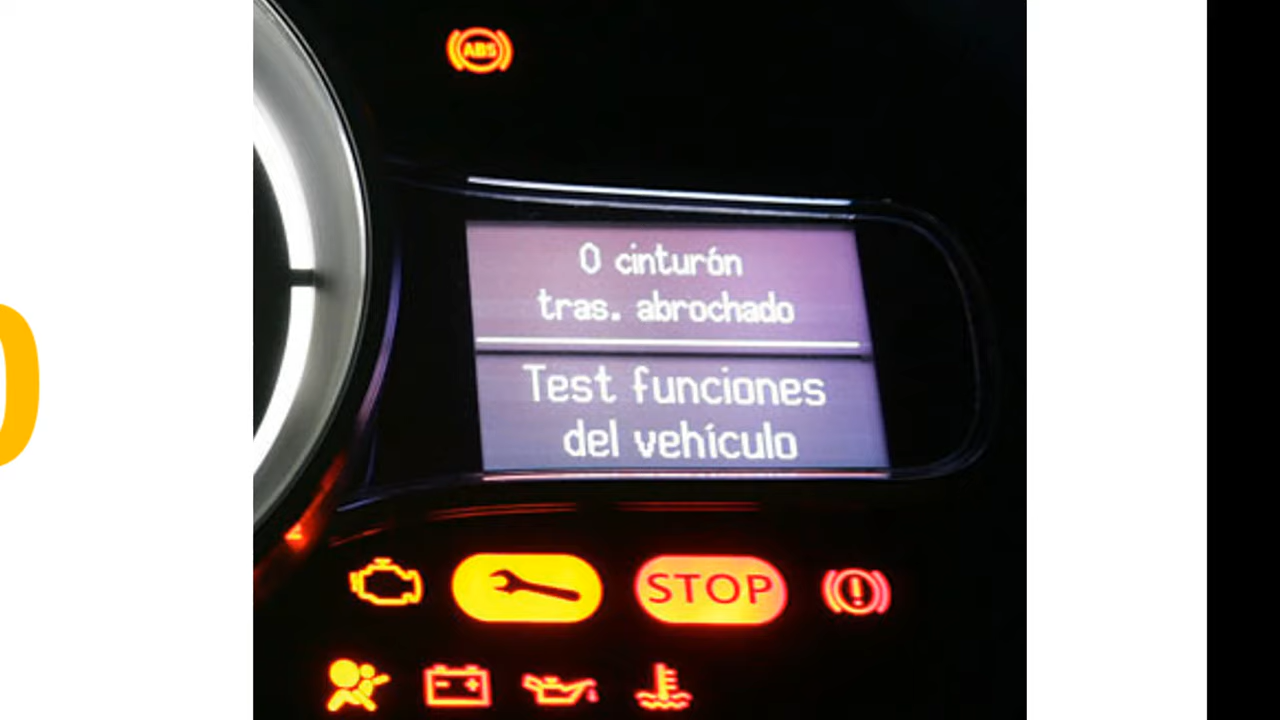 ABS
0 cinturón
tras. abrochado
Test funciones
del vehículo
STOP